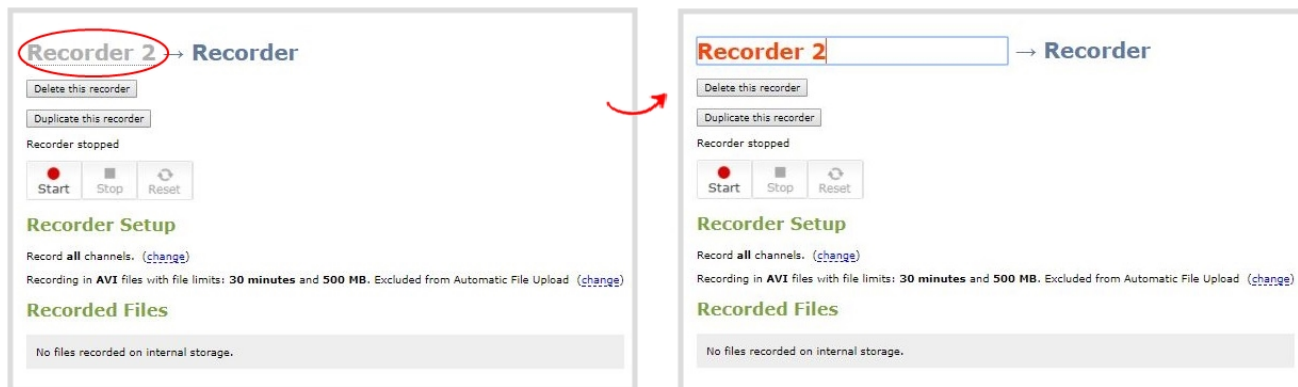 Recorder 2 → Recorder
Delete this recorder
Duplicate this recorder
Recorder stopped
Start Stop Reset
Recorder Setup
Record all channels. (change)
Recording in AVI files with file limits: 30 minutes and 500 MB. Excluded from Automatic File Upload (change)
Recorded Files
No files recorded on internal storage.
Recorder 2 → Recorder
Delete this recorder
Duplicate this recorder
Recorder stopped
Start Stop Reset
Recorder Setup
Record all channels. (change)
Recording in AVI files with file limits: 30 minutes and 500 MB. Excluded from Automatic File Upload (change)
Recorded Files
No files recorded on internal storage.